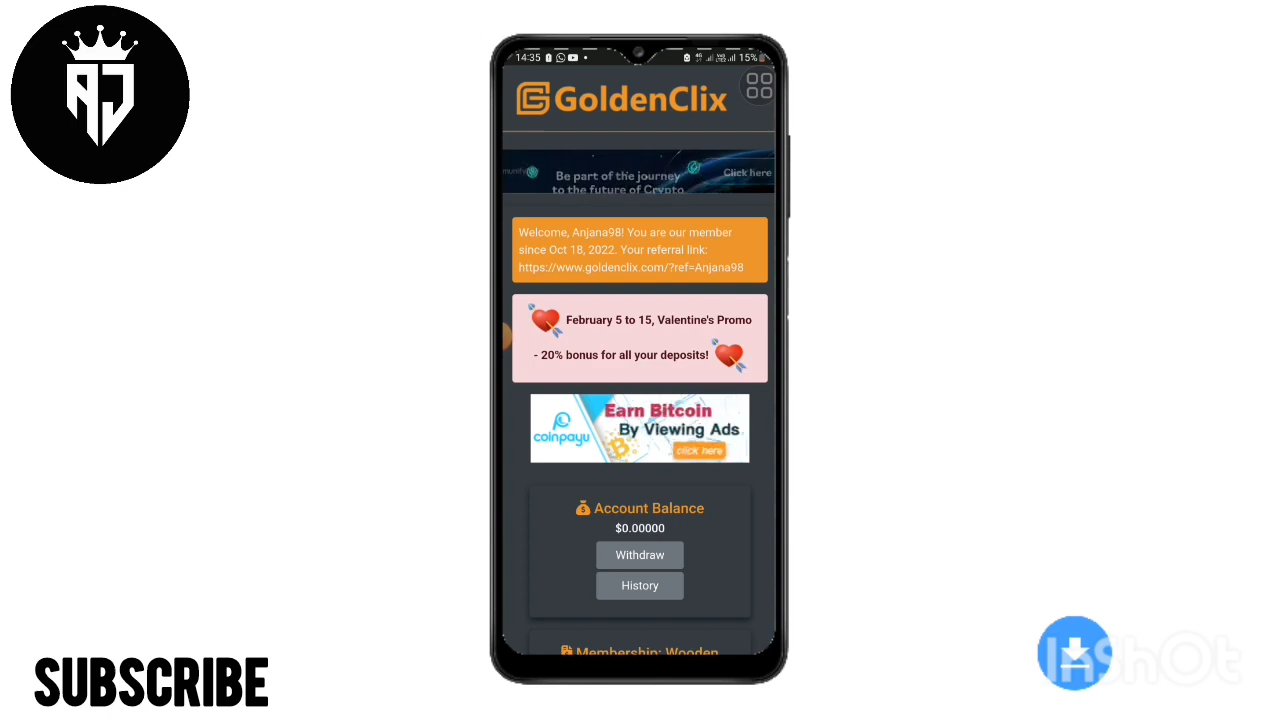 AJ
14:35
15%
GoldenClix
Be part of the journey
to the future of Crypto
Click here
Welcome, Anjana98! You are our member
since Oct 18, 2022. Your referral link:
https://www.goldenclix.com/?ref=Anjana98
February 5 to 15, Valentine's Promo
- 20% bonus for all your deposits!
coinpayu
Earn Bitcoin
By Viewing Ads
click here
Account Balance
$0.00000
Withdraw
History
Membership: Wooden
SUBSCRIBE
InShOt